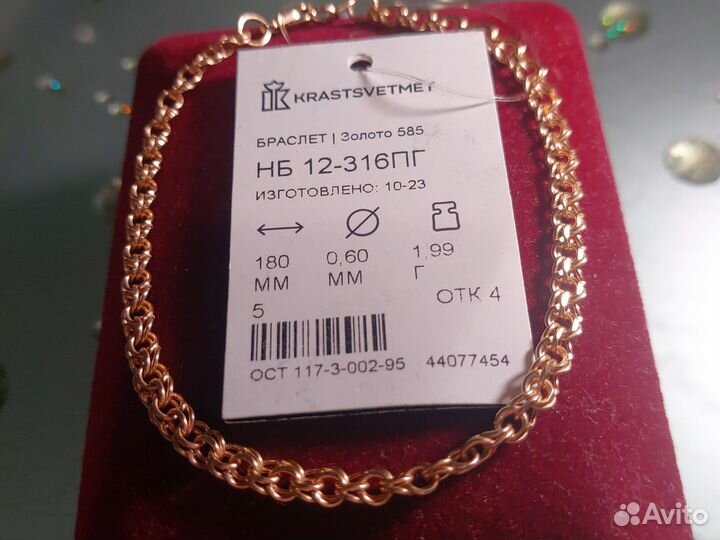 KRASTSVETMET
БРАСЛЕТ | Золото 585
НБ 12-316ПГ
ИЗГОТОВЛЕНО: 10-23
180 ММ 0,60 ММ 1,99 Г
5 ОТК 4
ОСТ 117-3-002-95 44077454
Avito